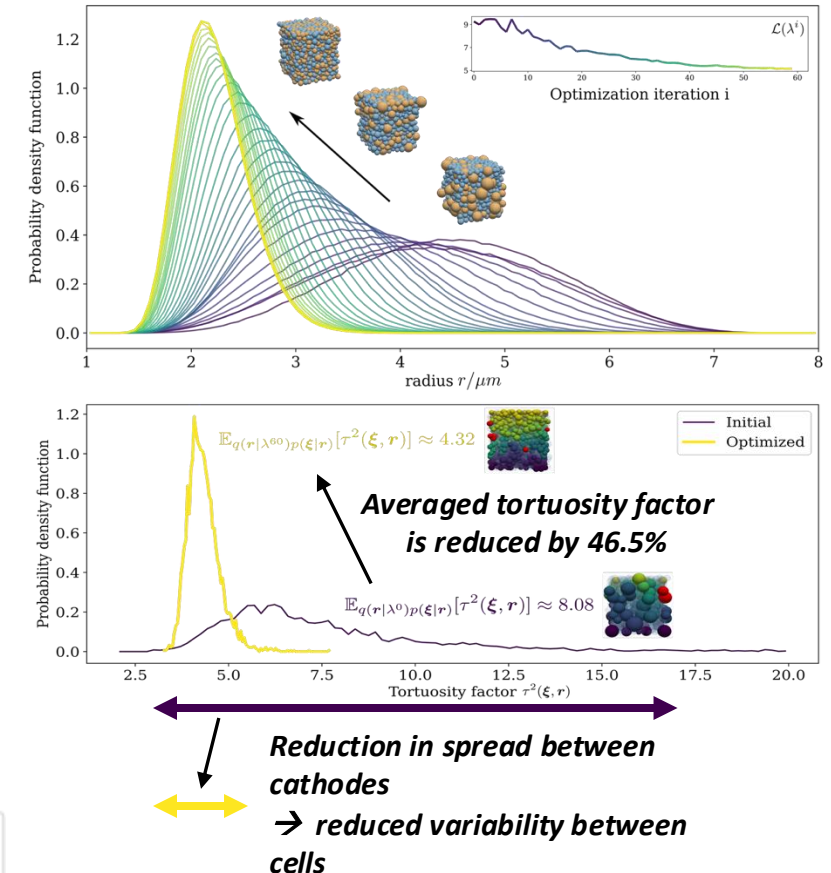 1.2
1.0
0.8
0.6
0.4
0.2
0.0
Probability density function
1 2 3 4 5 6 7 8
radius r/μm
9
7
5
ℒ(λⁱ)
0 10 20 30 40 50 60
Optimization iteration i
1.2
1.0
0.8
0.6
0.4
0.2
0.0
Probability density function
𝔼q(r|λ⁶⁰)p(ξ|r)[τ²(ξ, r)] ≈ 4.32
Initial
Optimized
Averaged tortuosity factor
is reduced by 46.5%
𝔼q(r|λ⁰)p(ξ|r)[τ²(ξ, r)] ≈ 8.08
2.5 5.0 7.5 10.0 12.5 15.0 17.5 20.0
Tortuosity factor τ²(ξ, r)
Reduction in spread between
cathodes
→ reduced variability between
cells